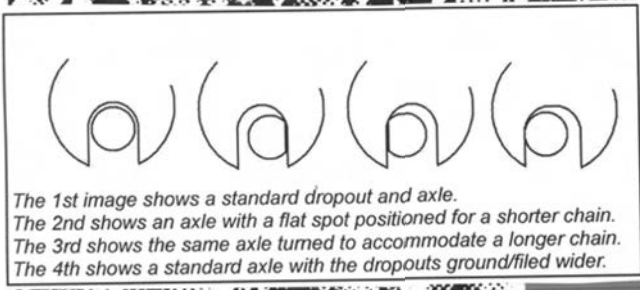 The 1st image shows a standard dropout and axle.
The 2nd shows an axle with a flat spot positioned for a shorter chain.
The 3rd shows the same axle turned to accommodate a longer chain.
The 4th shows a standard axle with the dropouts ground/filed wider.